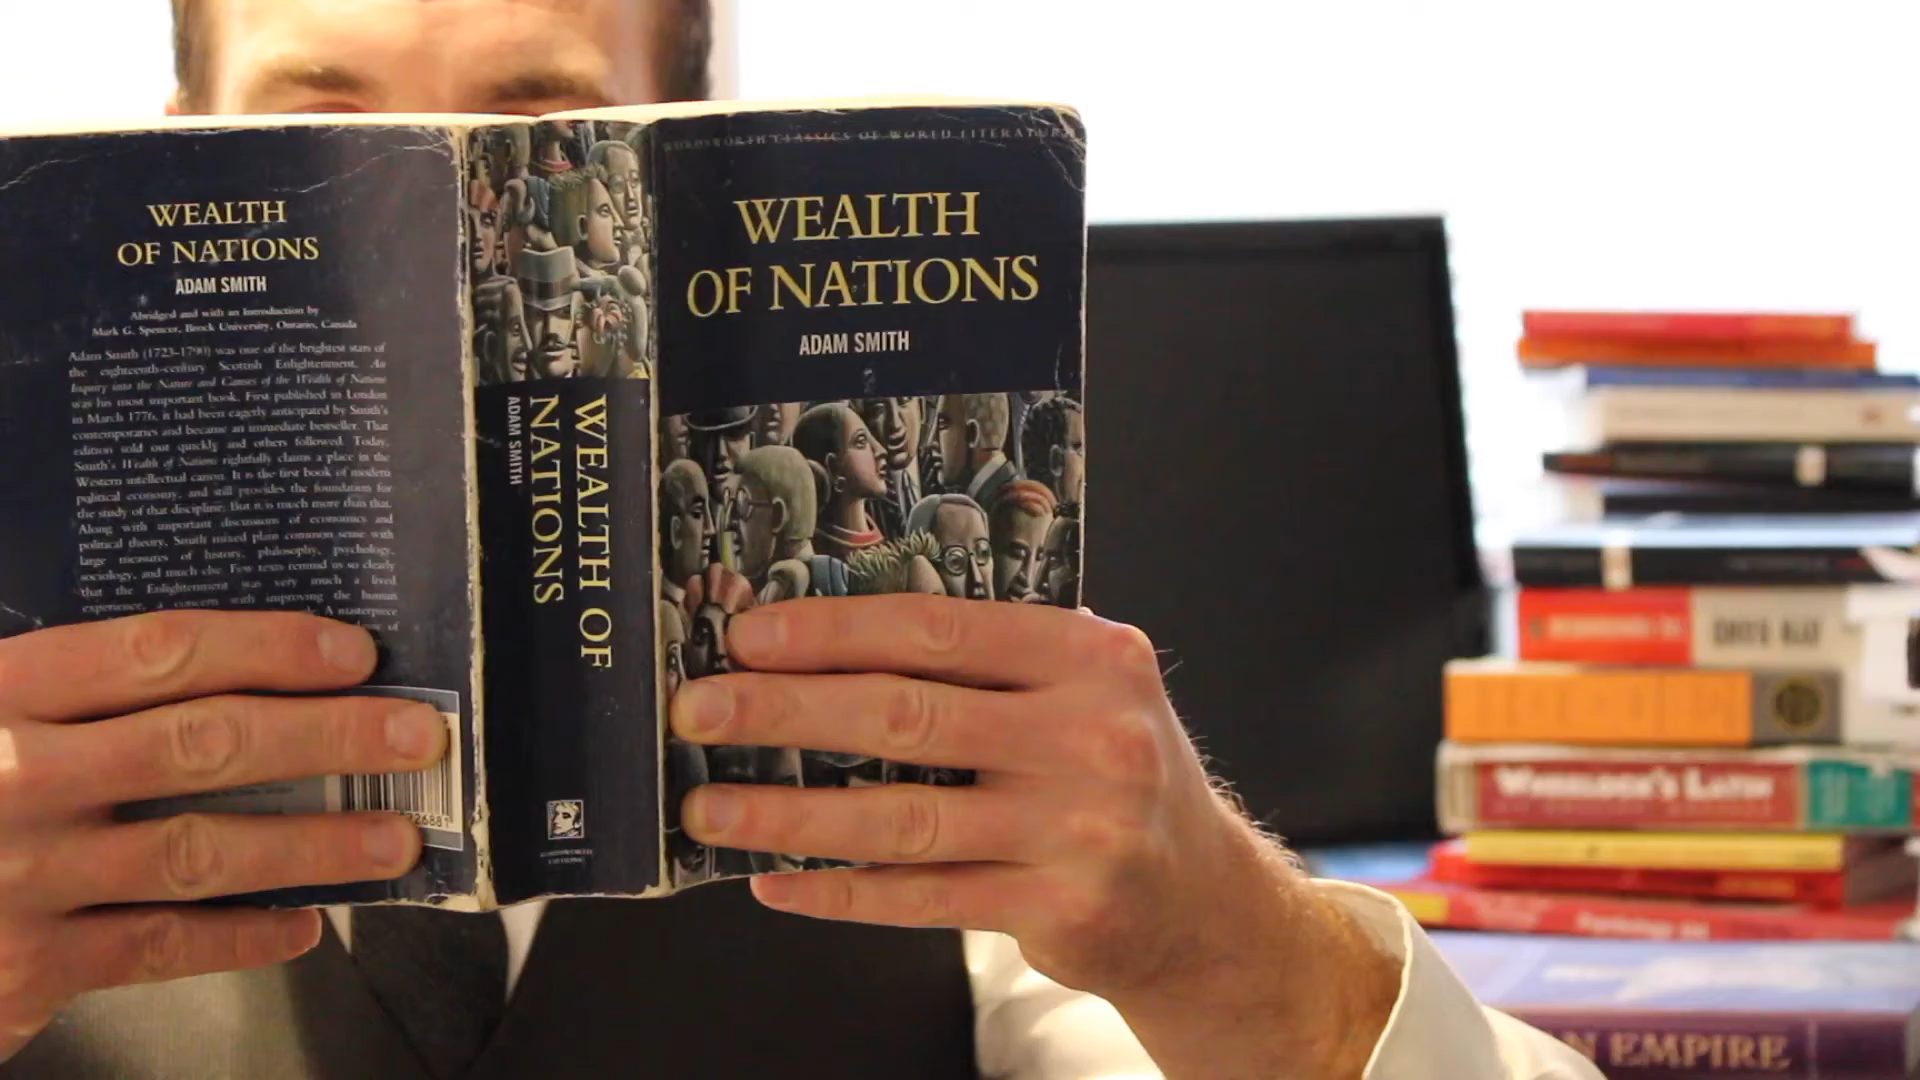 WEALTH
OF NATIONS
ADAM SMITH
Abridged and with an Introduction by
Mark G. Spencer, Brock University, Ontario, Canada
Adam Smith (1723-1790) was one of the brightest stars of
the eighteenth-century Scottish Enlightenment. An
Inquiry into the Nature and Causes of the Wealth of Nations
was his most important book. First published in London
in March 1776, it had been eagerly anticipated by Smith's
contemporaries and became an immediate bestseller. That
edition sold out quickly and others followed. Today,
Smith's Wealth of Nations rightfully claims a place in the
Western intellectual canon. It is the first book of modern
political economy, and still provides the foundation for
the study of that discipline. But it is much more than that.
Along with important discussions of economics and
political theory, Smith mixed plain common sense with
large measures of history, philosophy, psychology,
sociology, and much else. Few texts remind us so clearly
that the Enlightenment was very much a lived
experience, a concern with improving the human
A masterpiece
of
26881
WEALTH OF
NATIONS
ADAM SMITH
WORDSWORTH
WORDSWORTH CLASSICS OF WORLD LITERATURE
WEALTH
OF NATIONS
ADAM SMITH
WHEELOCK'S LATIN
N EMPIRE